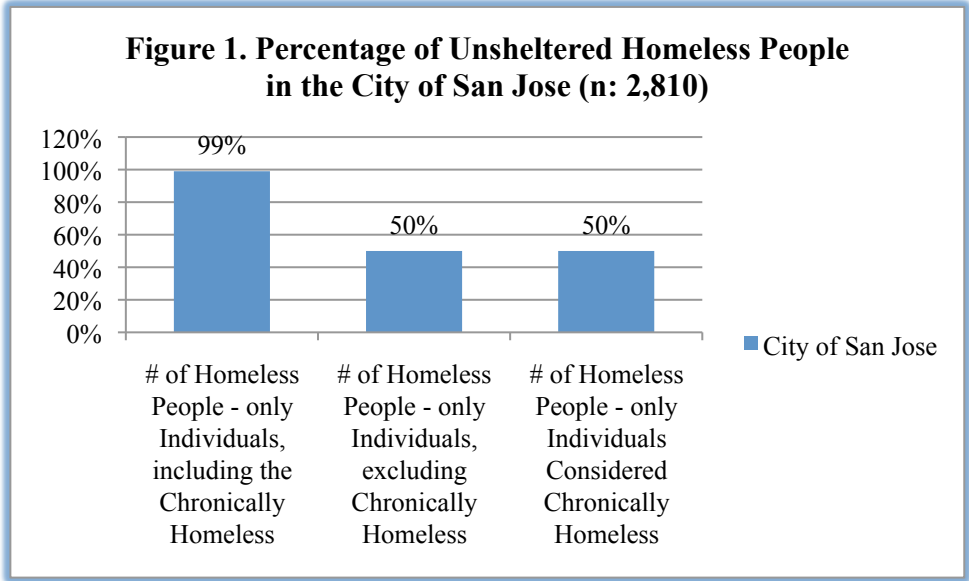 Figure 1. Percentage of Unsheltered Homeless People
in the City of San Jose (n: 2,810)
120%
100%
80%
60%
40%
20%
0%
99%
50%
50%
# of Homeless
People - only
Individuals,
including the
Chronically
Homeless
# of Homeless
People - only
Individuals,
excluding
Chronically
Homeless
# of Homeless
People - only
Individuals
Considered
Chronically
Homeless
City of San Jose